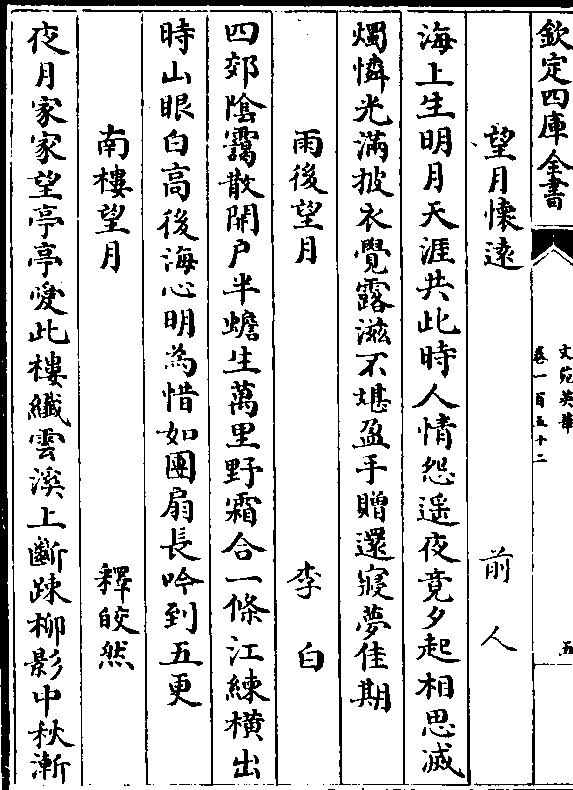 欽定四庫全書
文苑英華
卷一百五十二
五
望月懷遠 前人
海上生明月天涯共此時人情怨遥夜竟夕起相思滅
燭憐光滿披衣覺露滋不堪盈手贈還寢夢佳期
雨後望月 李白
四郊陰靄散開戶半蟾生萬里野霜合一條江練橫出
時山眼白高後海心明為惜如團扇長吟到五更
南樓望月 釋皎然
夜月家家望亭亭愛此樓纖雲溪上斷疎柳影中秋漸